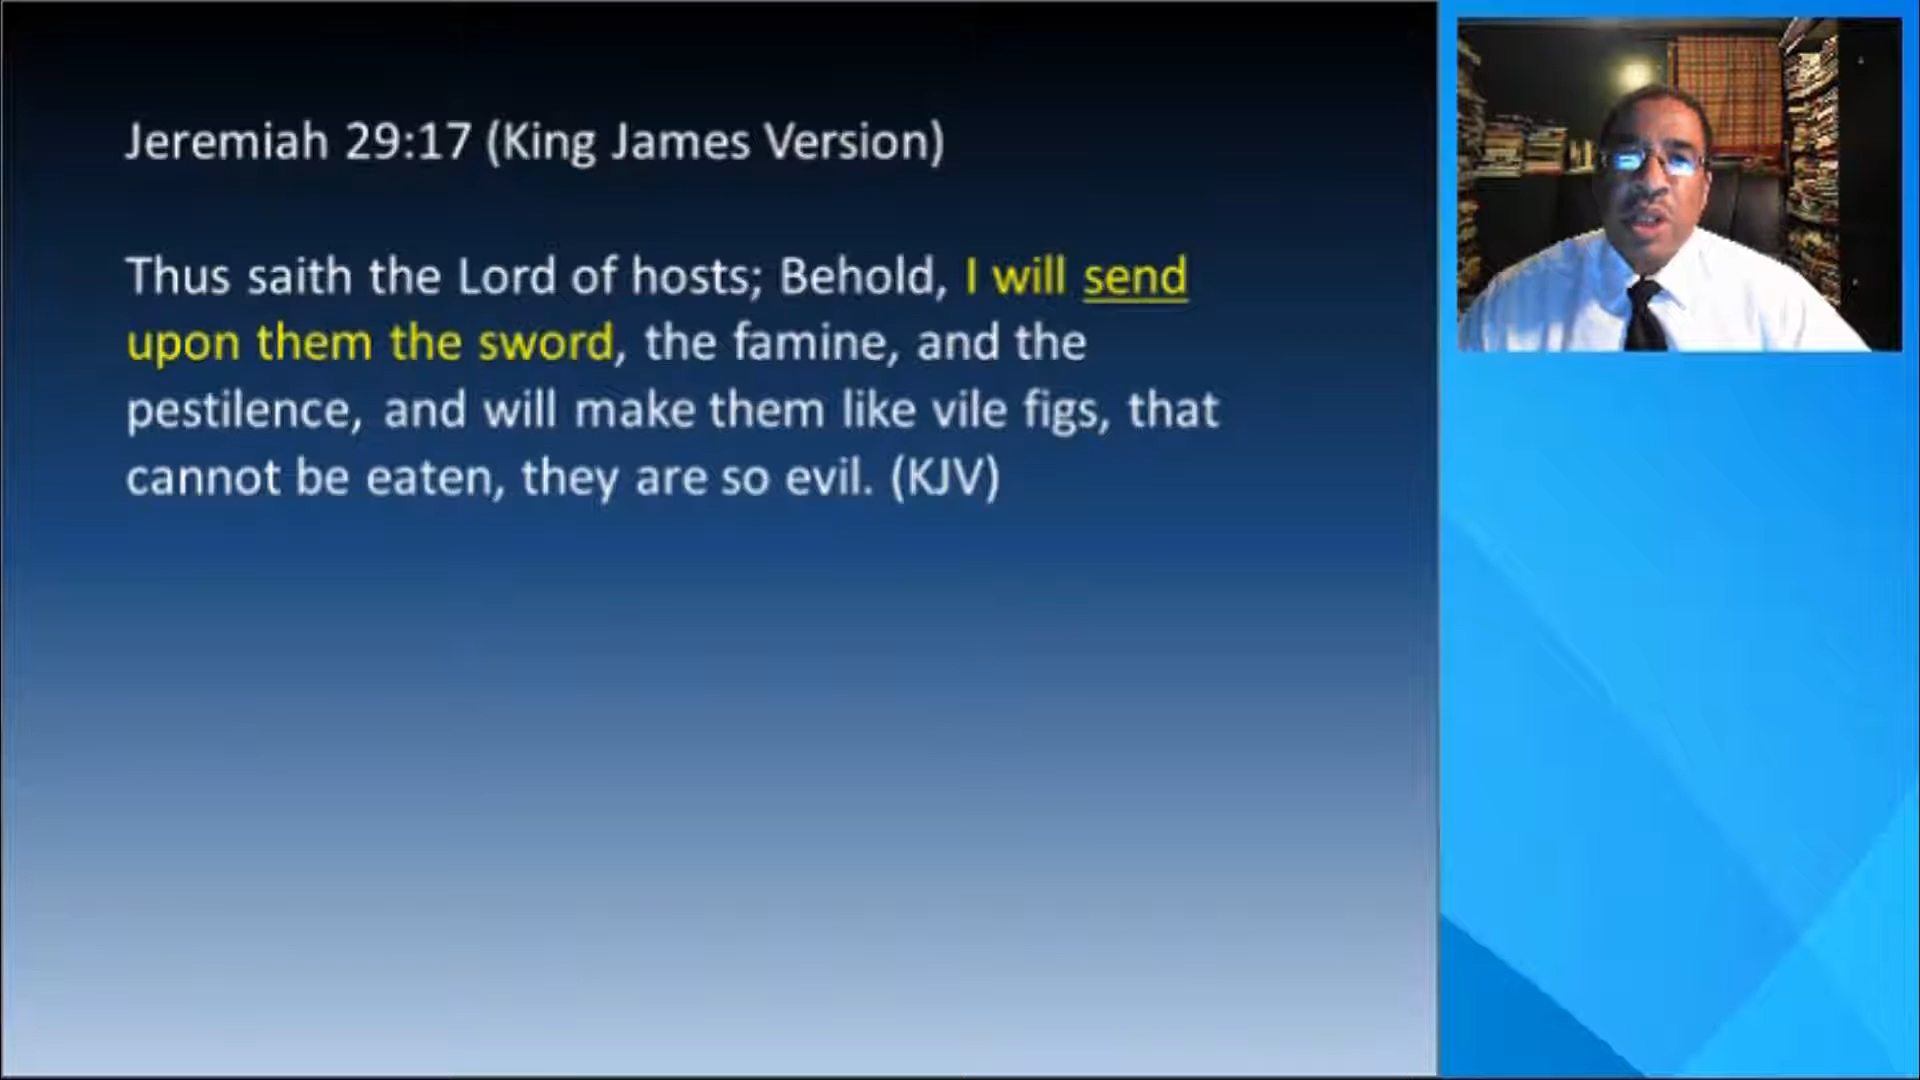 Jeremiah 29:17 (King James Version)
Thus saith the Lord of hosts; Behold, I will send
upon them the sword, the famine, and the
pestilence, and will make them like vile figs, that
cannot be eaten, they are so evil. (KJV)